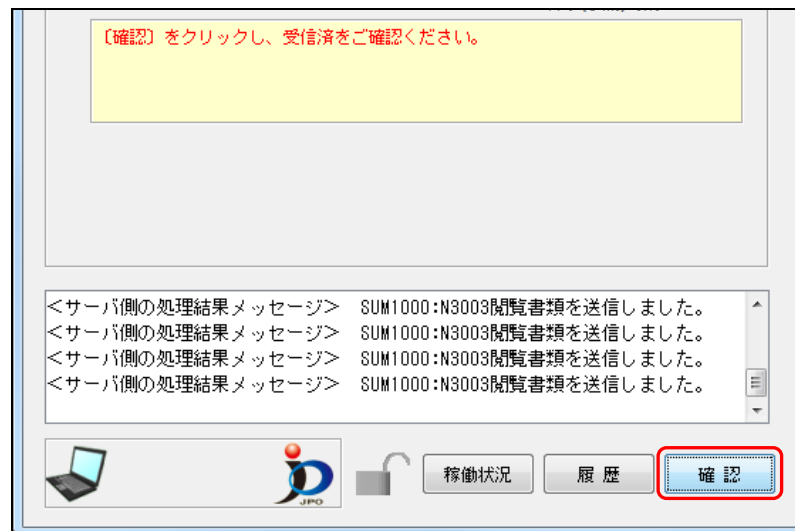 〔確認〕をクリックし、受信済をご確認ください。
＜サーバ側の処理結果メッセージ＞　SUM1000:N3003閲覧書類を送信しました。
＜サーバ側の処理結果メッセージ＞　SUM1000:N3003閲覧書類を送信しました。
＜サーバ側の処理結果メッセージ＞　SUM1000:N3003閲覧書類を送信しました。
＜サーバ側の処理結果メッセージ＞　SUM1000:N3003閲覧書類を送信しました。
JPO
稼働状況
履 歴
確 認